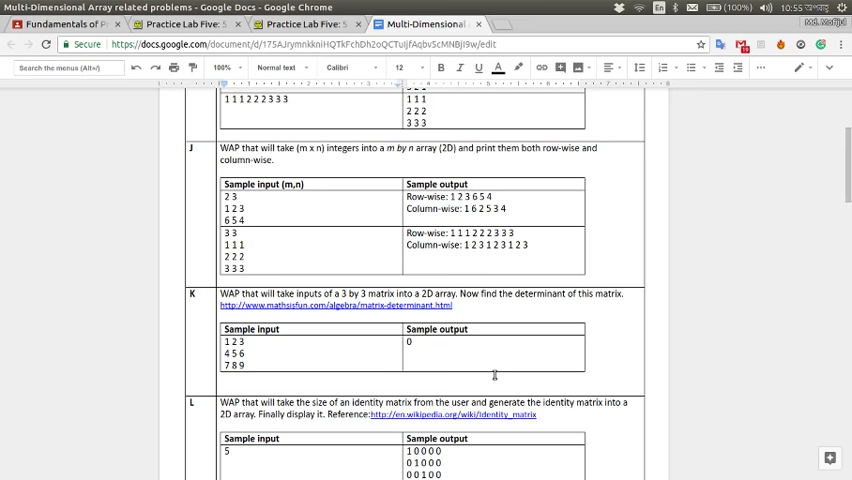 Multi-Dimensional Array related problems - Google Docs - Google Chrome
En
(100%)
10:55 অপরাহ্ণ
Fundamentals of Pr
Practice Lab Five: 5
Practice Lab Five: 5
Multi-Dimensional
Md. Mofijul
Secure
https://docs.google.com/document/d/175AJrymnkkniHQTkFchDh2oQCTuIjfAqbv5cMNBJI9w/edit
Search the menus (Alt+/)
100%
Normal text
Calibri
12
1 1 1 2 2 2 3 3 3
1 1 1
2 2 2
3 3 3
J
WAP that will take (m x n) integers into a m by n array (2D) and print them both row-wise and
column-wise.
Sample input (m,n)
Sample output
2 3
1 2 3
6 5 4
Row-wise: 1 2 3 6 5 4
Column-wise: 1 6 2 5 3 4
3 3
1 1 1
2 2 2
3 3 3
Row-wise: 1 1 1 2 2 2 3 3 3
Column-wise: 1 2 3 1 2 3 1 2 3
K
WAP that will take inputs of a 3 by 3 matrix into a 2D array. Now find the determinant of this matrix.
http://www.mathsisfun.com/algebra/matrix-determinant.html
Sample input
Sample output
1 2 3
4 5 6
7 8 9
0
L
WAP that will take the size of an identity matrix from the user and generate the identity matrix into a
2D array. Finally display it. Reference:http://en.wikipedia.org/wiki/Identity_matrix
Sample input
Sample output
5
1 0 0 0 0
0 1 0 0 0
0 0 1 0 0